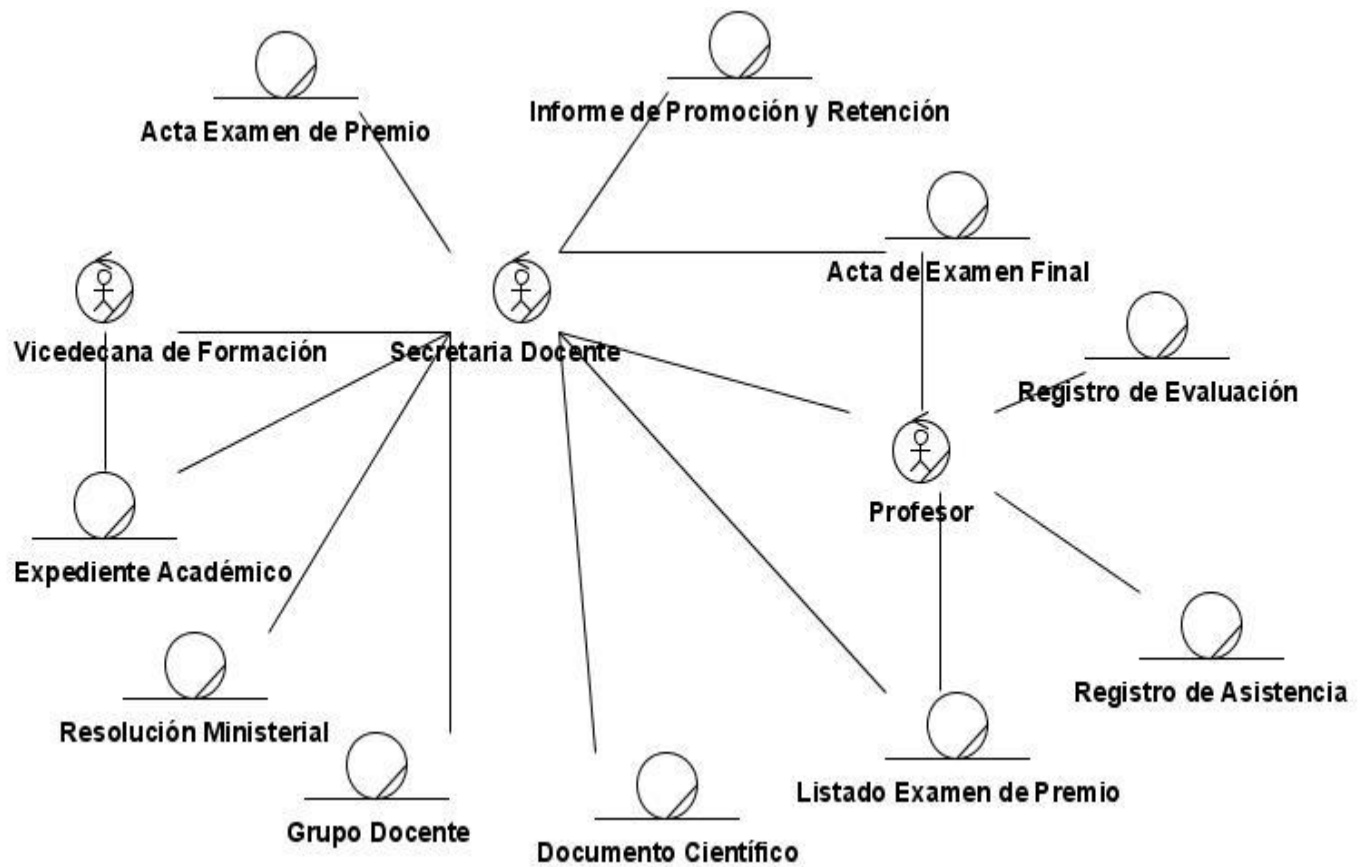 Informe de Promoción y Retención
Acta Examen de Premio
Acta de Examen Final
Vicedecana de Formación
Secretaria Docente
Registro de Evaluación
Profesor
Expediente Académico
Registro de Asistencia
Resolución Ministerial
Listado Examen de Premio
Grupo Docente
Documento Científico